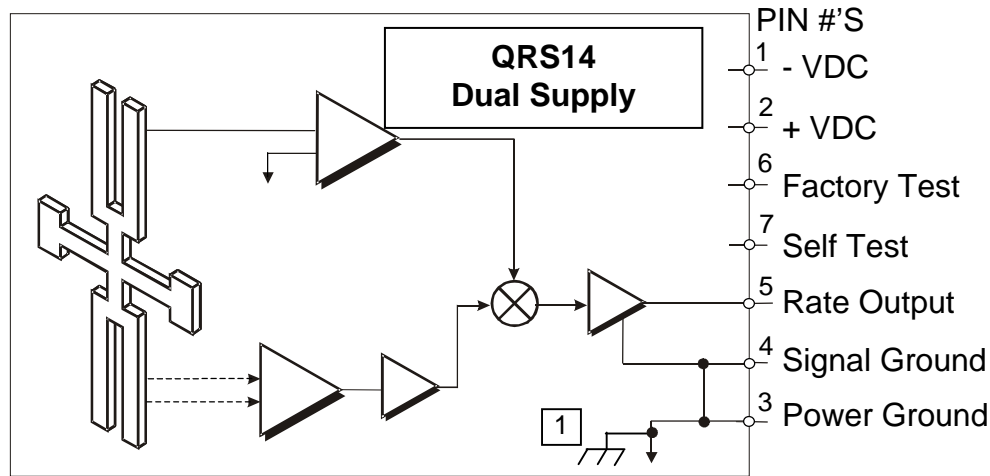 PIN #'S
QRS14
Dual Supply
1 - VDC
2 + VDC
6 Factory Test
7 Self Test
5 Rate Output
4 Signal Ground
3 Power Ground
1